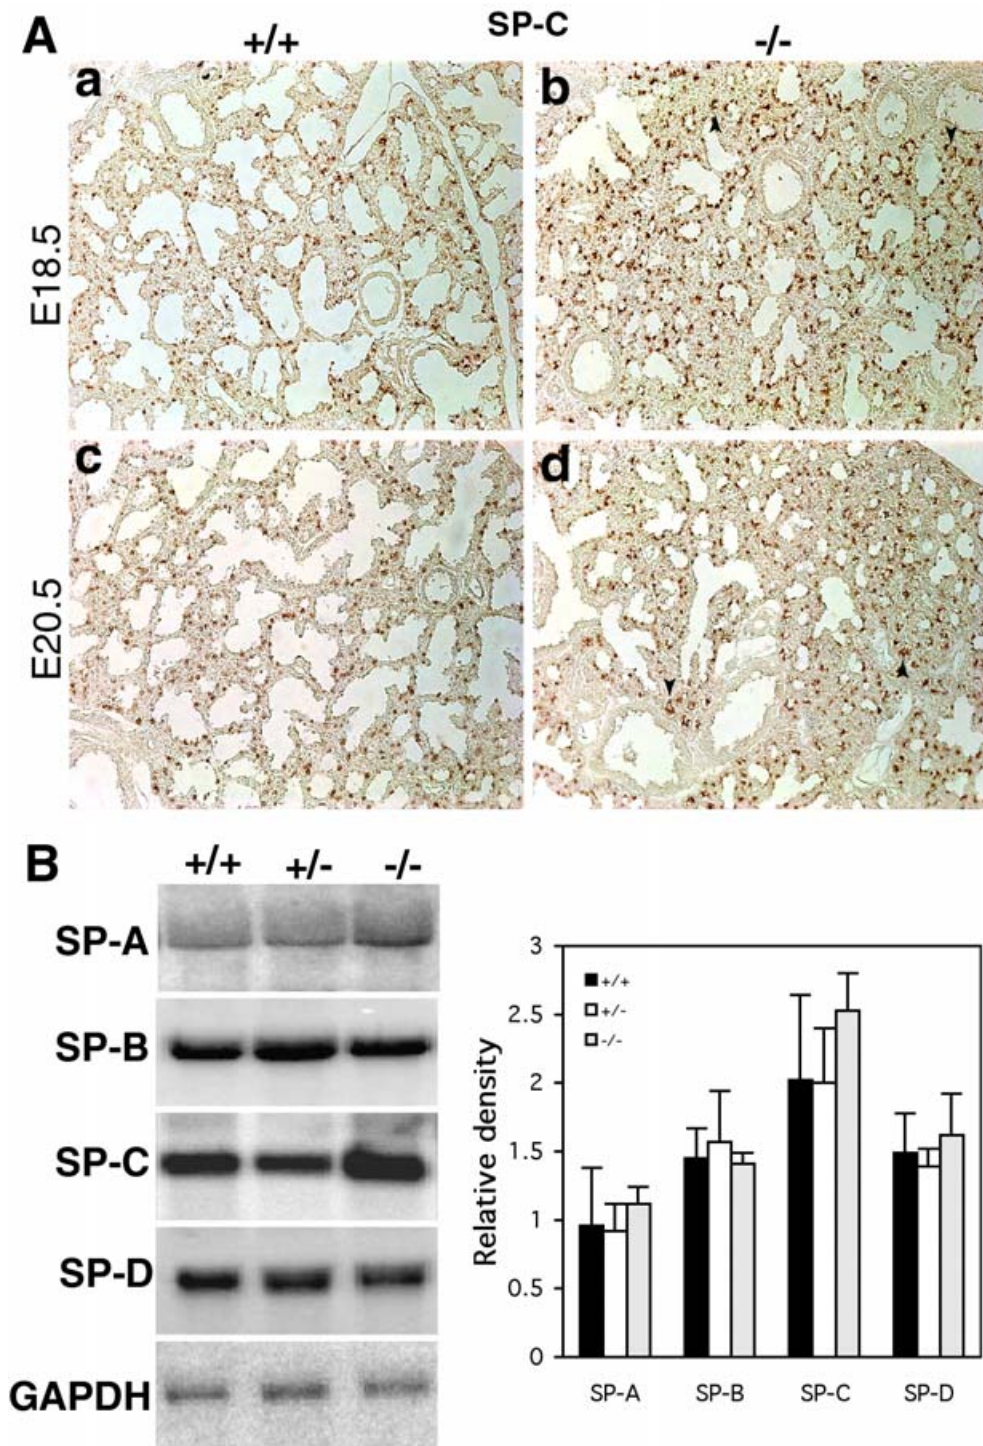 A
SP-C
+/+
-/-
a
b
E18.5
c
d
E20.5
B
+/+
+/-
-/-
SP-A
SP-B
SP-C
SP-D
GAPDH
3
2.5
2
1.5
1
0.5
0
Relative density
+/+
+/-
-/-
SP-A SP-B SP-C SP-D